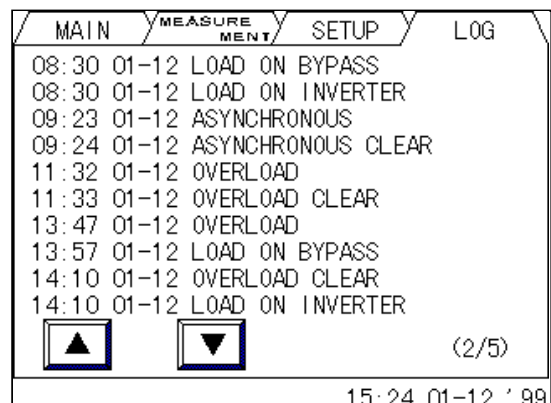 MAIN MEASUREMENT SETUP LOG
08:30 01-12 LOAD ON BYPASS
08:30 01-12 LOAD ON INVERTER
09:23 01-12 ASYNCHRONOUS
09:24 01-12 ASYNCHRONOUS CLEAR
11:32 01-12 OVERLOAD
11:33 01-12 OVERLOAD CLEAR
13:47 01-12 OVERLOAD
13:57 01-12 LOAD ON BYPASS
14:10 01-12 OVERLOAD CLEAR
14:10 01-12 LOAD ON INVERTER
(2/5)
15:24 01-12 '99